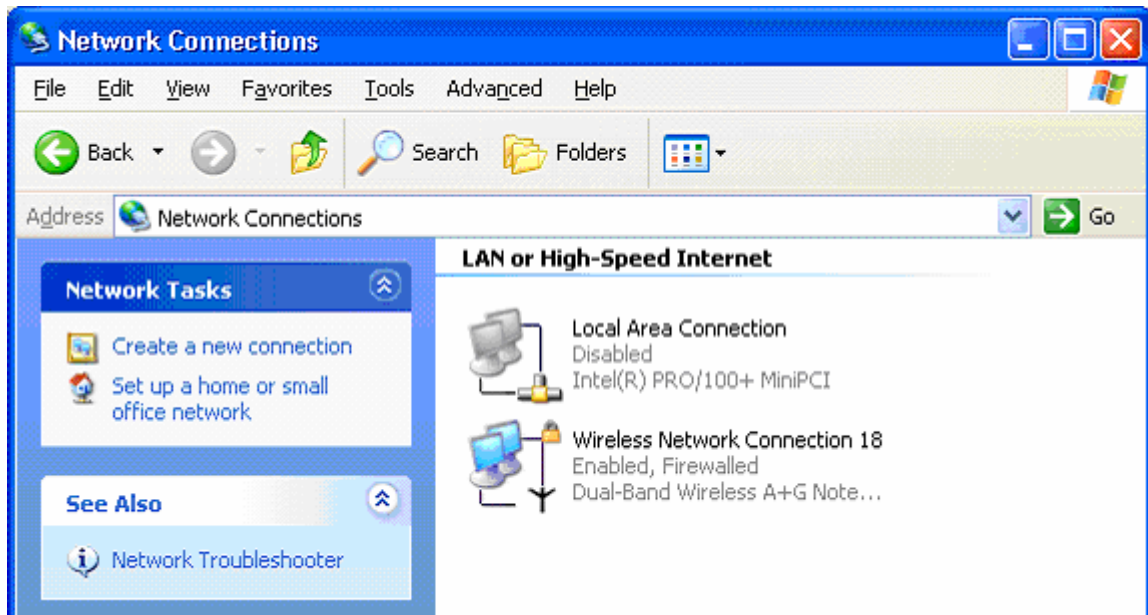 Network Connections
File Edit View Favorites Tools Advanced Help
Back Search Folders
Address Network Connections Go
Network Tasks
Create a new connection
Set up a home or small
office network
See Also
Network Troubleshooter
LAN or High-Speed Internet
Local Area Connection
Disabled
Intel(R) PRO/100+ MiniPCI
Wireless Network Connection 18
Enabled, Firewalled
Dual-Band Wireless A+G Note...